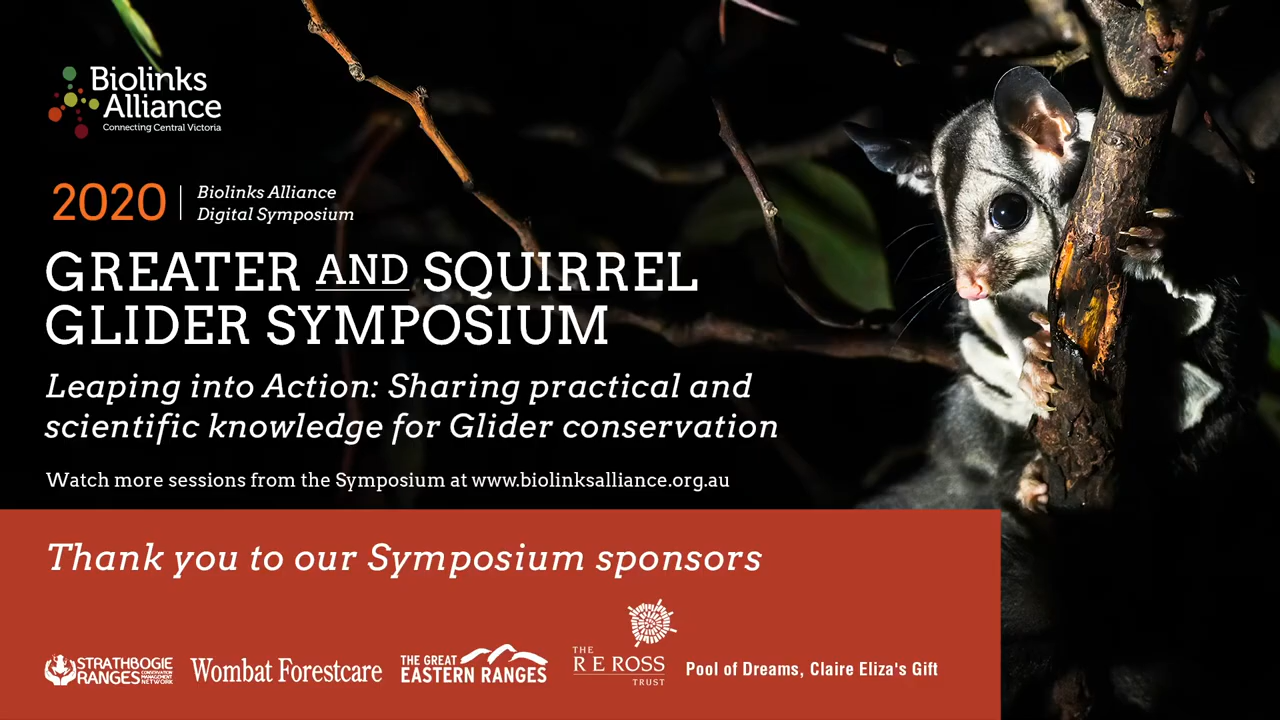 Biolinks
Alliance
Connecting Central Victoria
2020
Biolinks Alliance
Digital Symposium
GREATER AND SQUIRREL
GLIDER SYMPOSIUM
Leaping into Action: Sharing practical and
scientific knowledge for Glider conservation
Watch more sessions from the Symposium at www.biolinksalliance.org.au
Thank you to our Symposium sponsors
STRATHBOGIE
RANGES
CONSERVATION
MANAGEMENT
NETWORK
Wombat Forestcare
THE GREAT
EASTERN RANGES
THE
R E ROSS
TRUST
Pool of Dreams, Claire Eliza's Gift